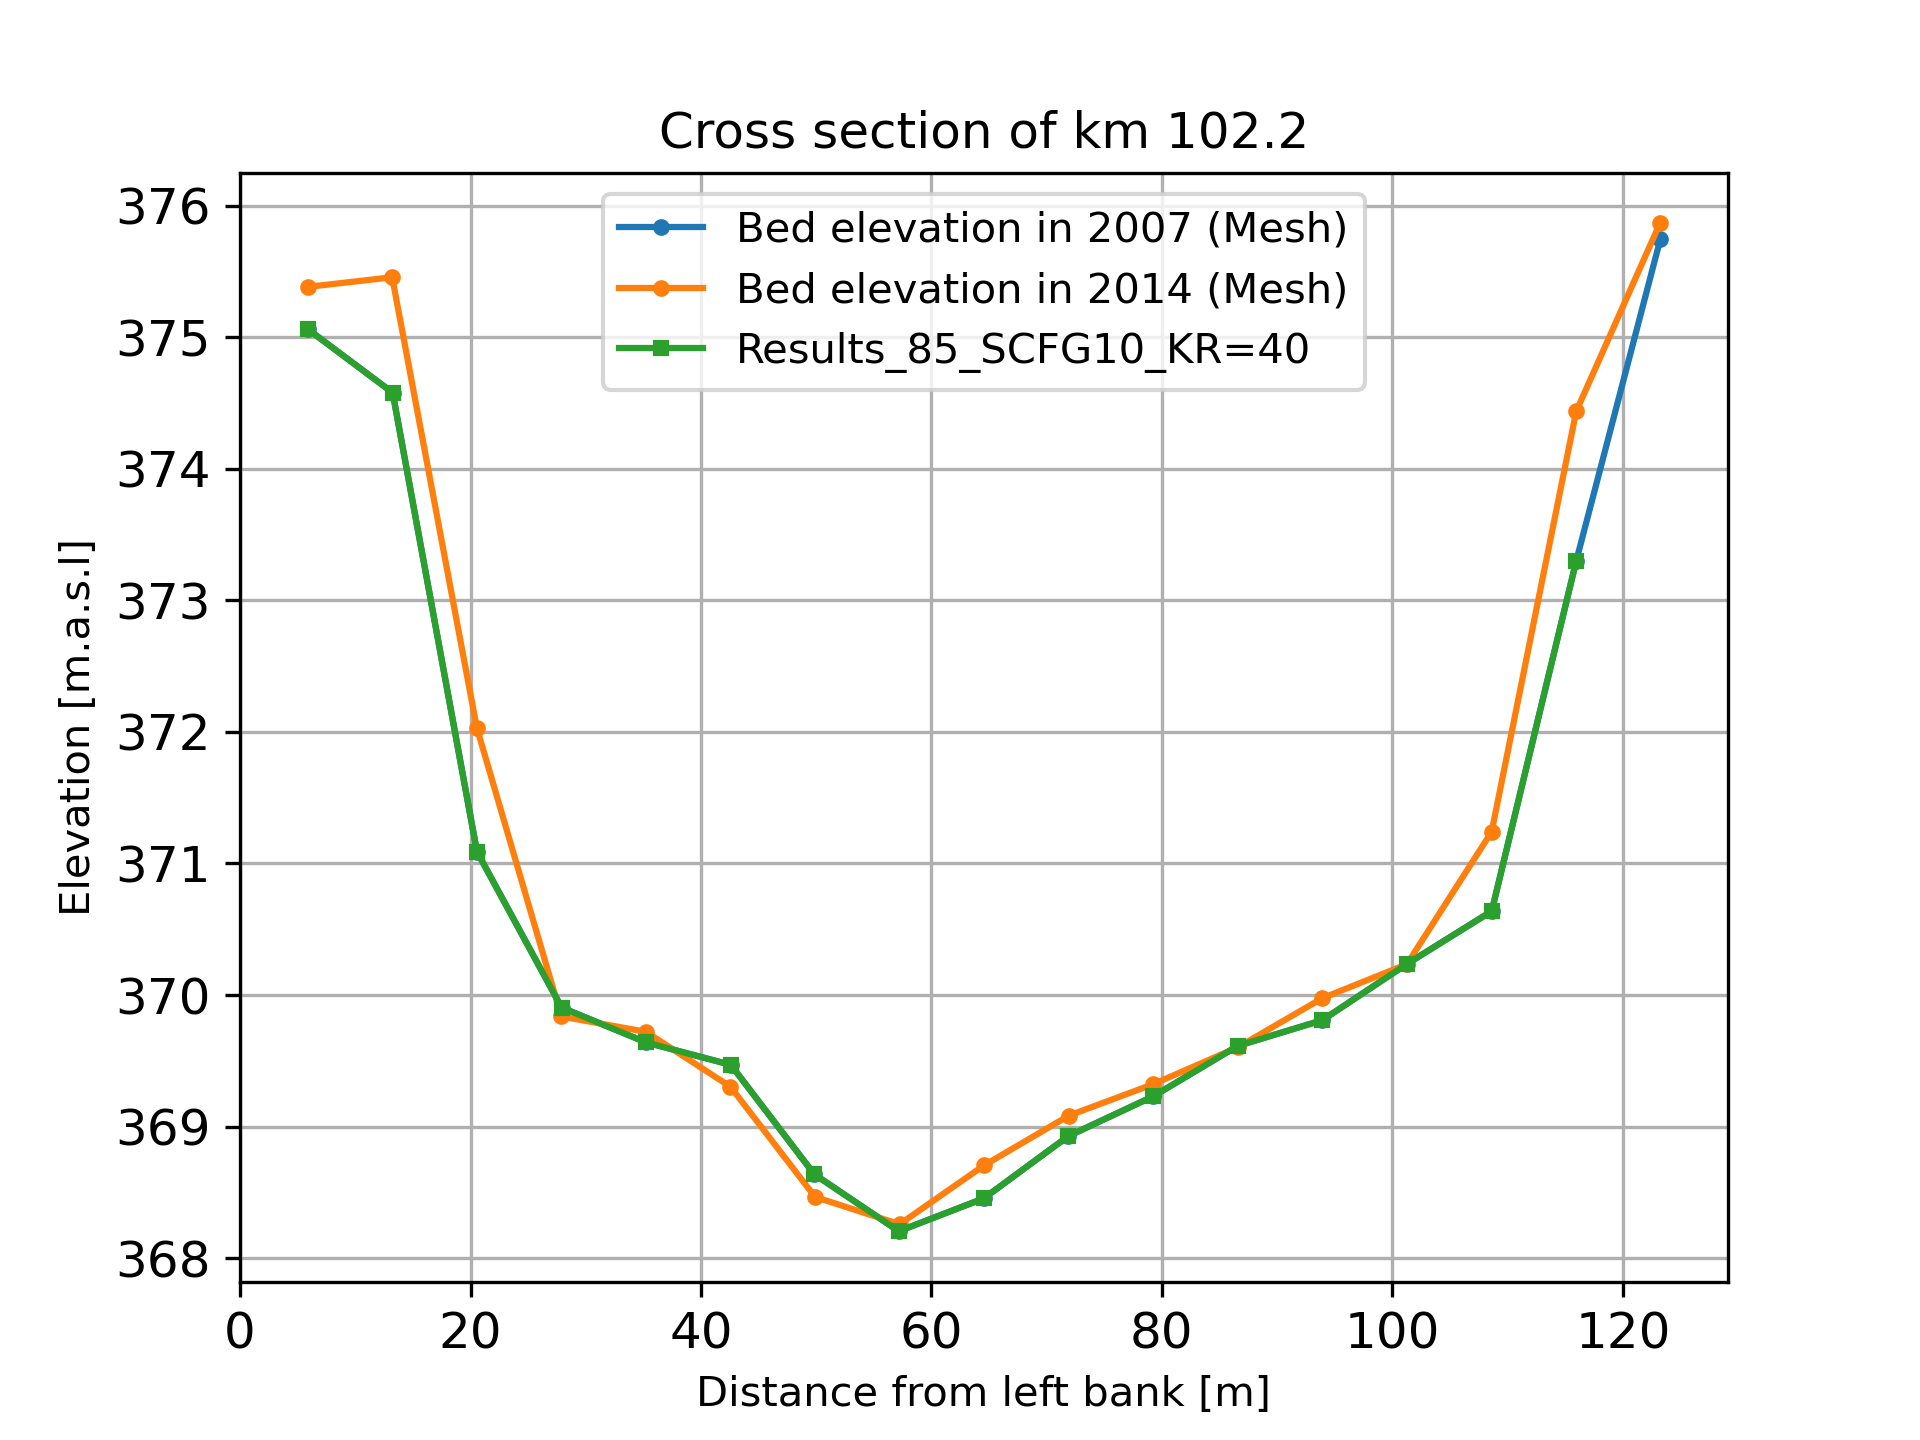 Cross section of km 102.2
Bed elevation in 2007 (Mesh)
Bed elevation in 2014 (Mesh)
Results_85_SCFG10_KR=40
Elevation [m.a.s.l]
376
375
374
373
372
371
370
369
368
0 20 40 60 80 100 120
Distance from left bank [m]